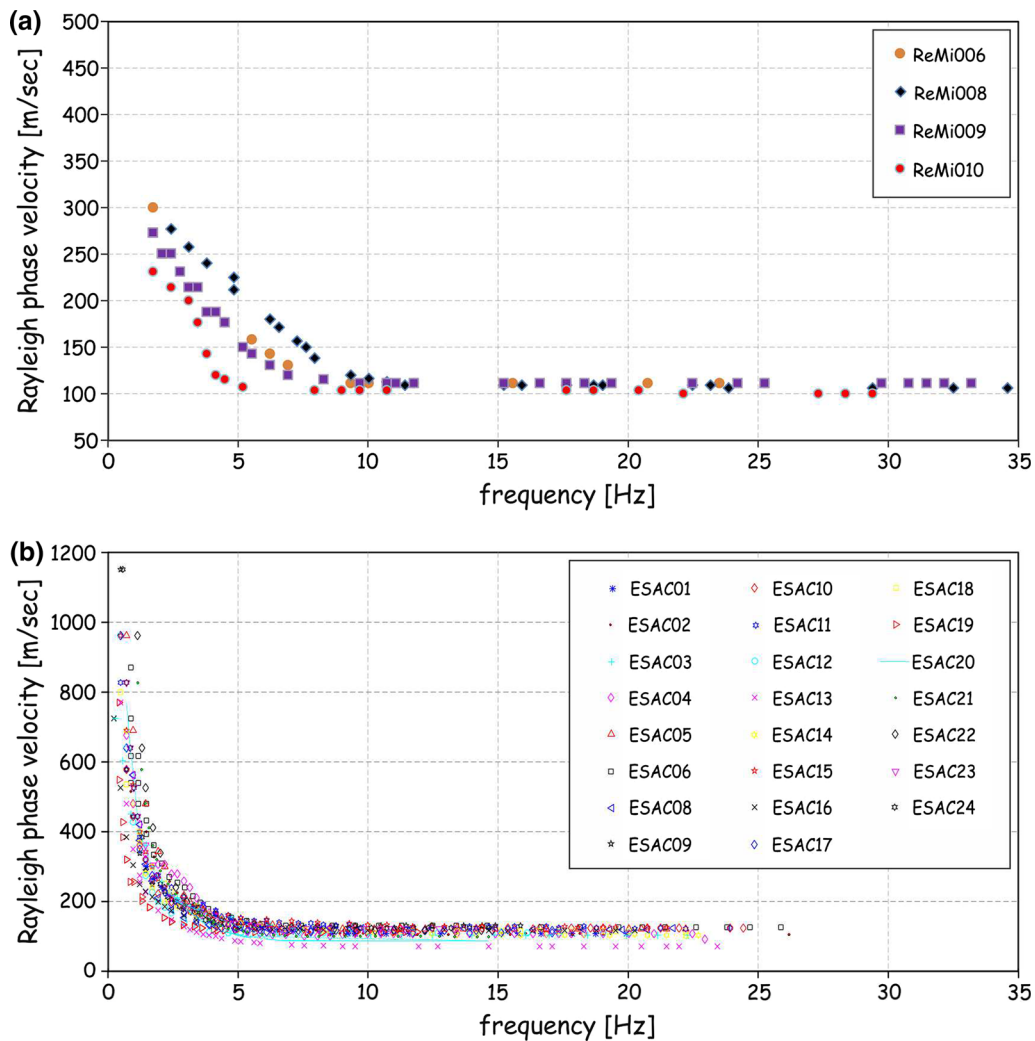 (a)
Rayleigh phase velocity [m/sec]
500
450
400
350
300
250
200
150
100
50
0
5
10
15
20
25
30
35
frequency [Hz]
ReMi006
ReMi008
ReMi009
ReMi010
(b)
Rayleigh phase velocity [m/sec]
1200
1000
800
600
400
200
0
0
5
10
15
20
25
30
35
frequency [Hz]
ESAC01
ESAC02
ESAC03
ESAC04
ESAC05
ESAC06
ESAC08
ESAC09
ESAC10
ESAC11
ESAC12
ESAC13
ESAC14
ESAC15
ESAC16
ESAC17
ESAC18
ESAC19
ESAC20
ESAC21
ESAC22
ESAC23
ESAC24